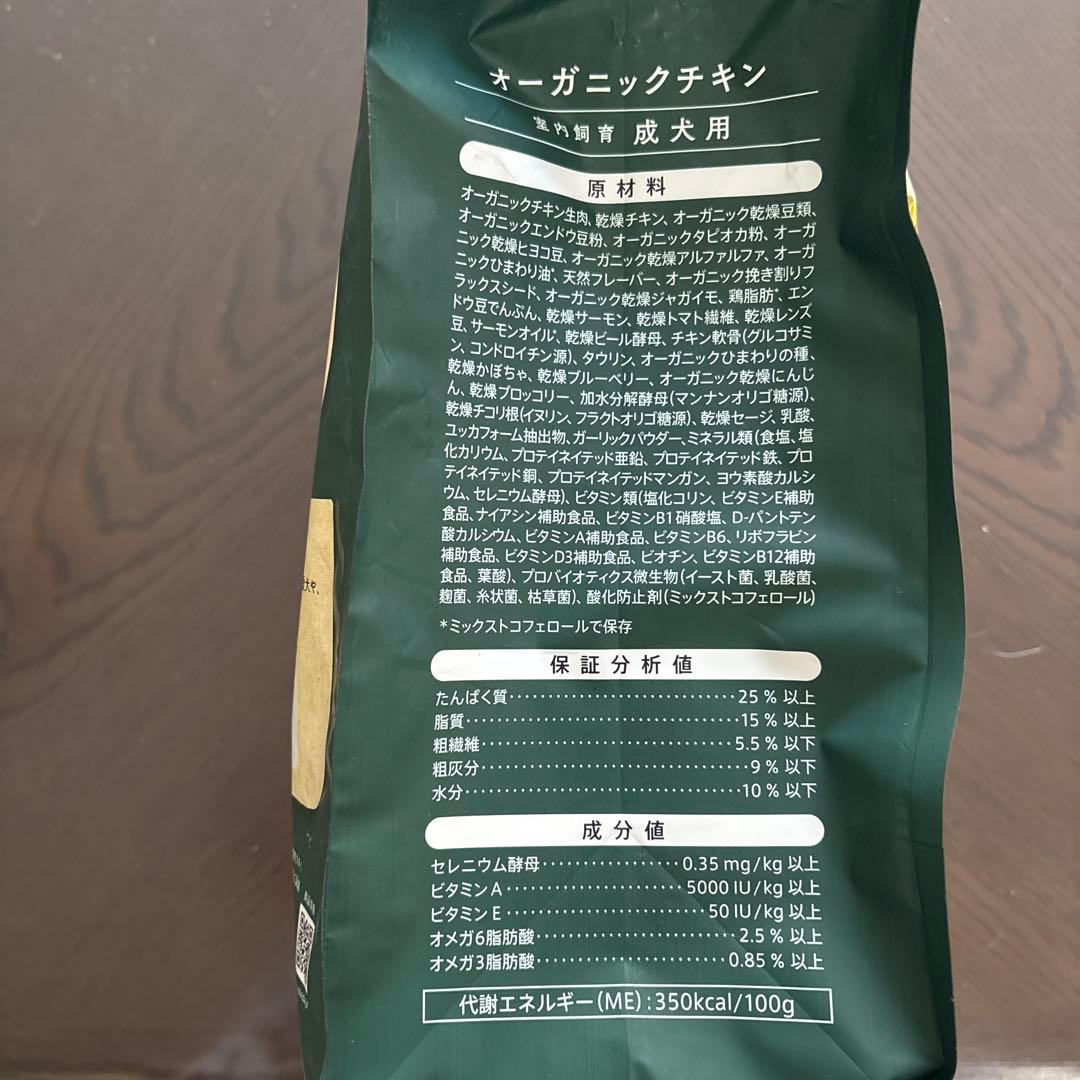 オーガニックチキン
室内飼育 成犬用
原材料
オーガニックチキン生肉、乾燥チキン、オーガニック乾燥豆類、
オーガニックエンドウ豆粉、オーガニックタピオカ粉、オーガ
ニック乾燥ヒヨコ豆、オーガニック乾燥アルファルファ、オーガ
ニックひまわり油*、天然フレーバー、オーガニック挽き割りフ
ラックスシード、オーガニック乾燥ジャガイモ、鶏脂肪*、エン
ドウ豆でんぷん、乾燥サーモン、乾燥トマト繊維、乾燥レンズ
豆、サーモンオイル*、乾燥ビール酵母、チキン軟骨(グルコサミ
ン、コンドロイチン源)、タウリン、オーガニックひまわりの種、
乾燥かぼちゃ、乾燥ブルーベリー、オーガニック乾燥にんじ
ん、乾燥ブロッコリー、加水分解酵母(マンナンオリゴ糖源)、
乾燥チコリ根(イヌリン、フラクトオリゴ糖源)、乾燥セージ、乳酸、
ユッカフォーム抽出物、ガーリックパウダー、ミネラル類(食塩、塩
化カリウム、プロテイネイテッド亜鉛、プロテイネイテッド鉄、プロ
テイネイテッド銅、プロテイネイテッドマンガン、ヨウ素酸カルシ
ウム、セレニウム酵母)、ビタミン類(塩化コリン、ビタミンE補助
食品、ナイアシン補助食品、ビタミンB1硝酸塩、D-パントテン
酸カルシウム、ビタミンA補助食品、ビタミンB6、リボフラビン
補助食品、ビタミンD3補助食品、ビオチン、ビタミンB12補助
食品、葉酸)、プロバイオティクス微生物(イースト菌、乳酸菌、
麹菌、糸状菌、枯草菌)、酸化防止剤(ミックストコフェロール)
*ミックストコフェロールで保存
保証分析値
たんぱく質‥‥‥‥‥‥‥‥25 % 以上
脂質‥‥‥‥‥‥‥‥‥‥15 % 以上
粗繊維‥‥‥‥‥‥‥‥‥5.5 % 以下
粗灰分‥‥‥‥‥‥‥‥‥‥9 % 以下
水分‥‥‥‥‥‥‥‥‥‥10 % 以下
成分値
セレニウム酵母‥‥‥‥‥0.35 mg/kg 以上
ビタミン A‥‥‥‥‥‥5000 IU/kg 以上
ビタミン E‥‥‥‥‥‥‥50 IU/kg 以上
オメガ6脂肪酸‥‥‥‥‥‥‥2.5 % 以上
オメガ3脂肪酸‥‥‥‥‥‥‥0.85 % 以上
代謝エネルギー(ME):350kcal/100g